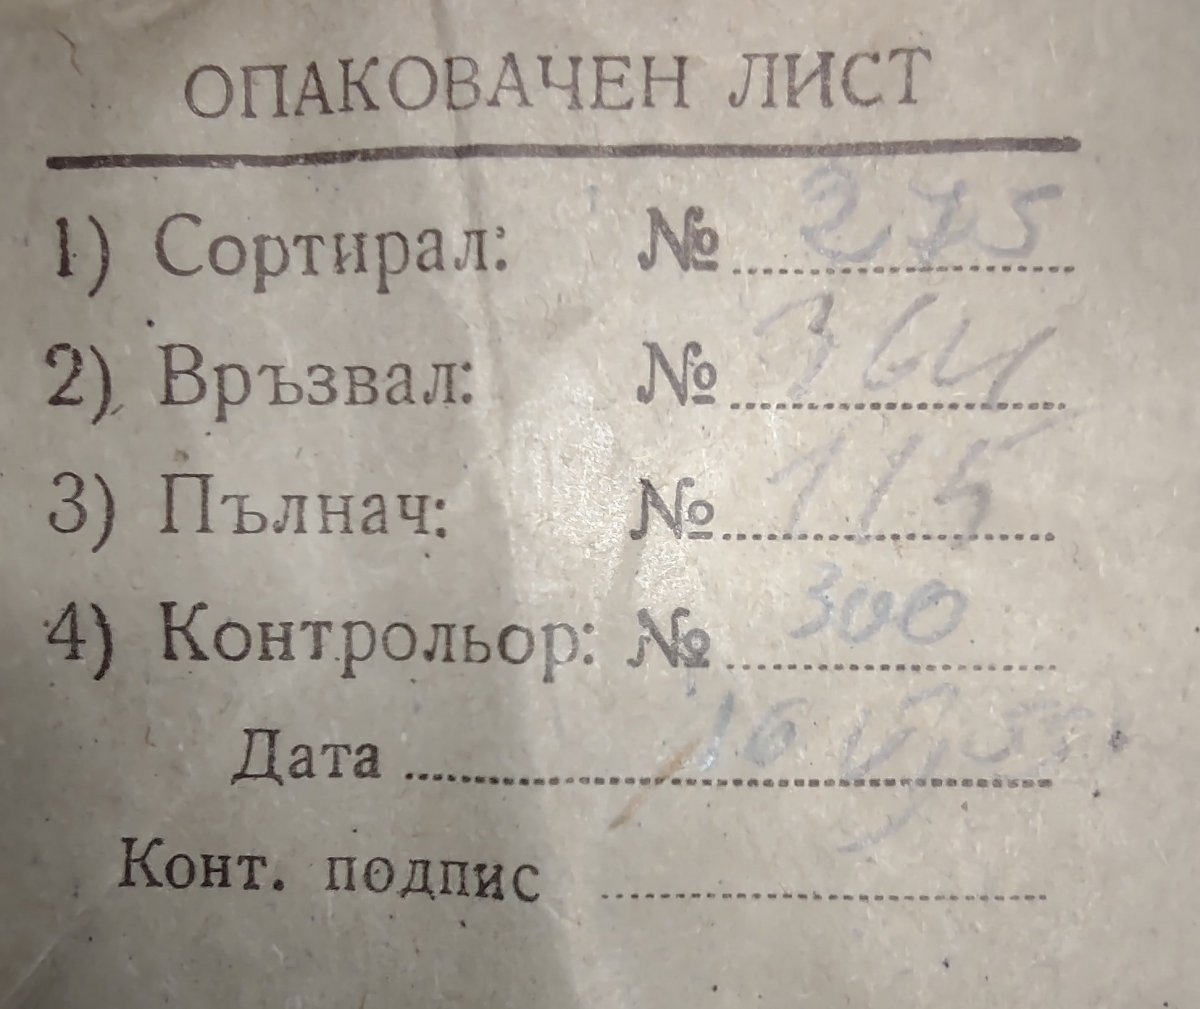 ОПАКОВАЧЕН ЛИСТ
1) Сортирал: № 275
2) Връзвал: № 364
3) Пълнач: № 115
4) Контрольор: № 300
Дата 16
Конт. подпис